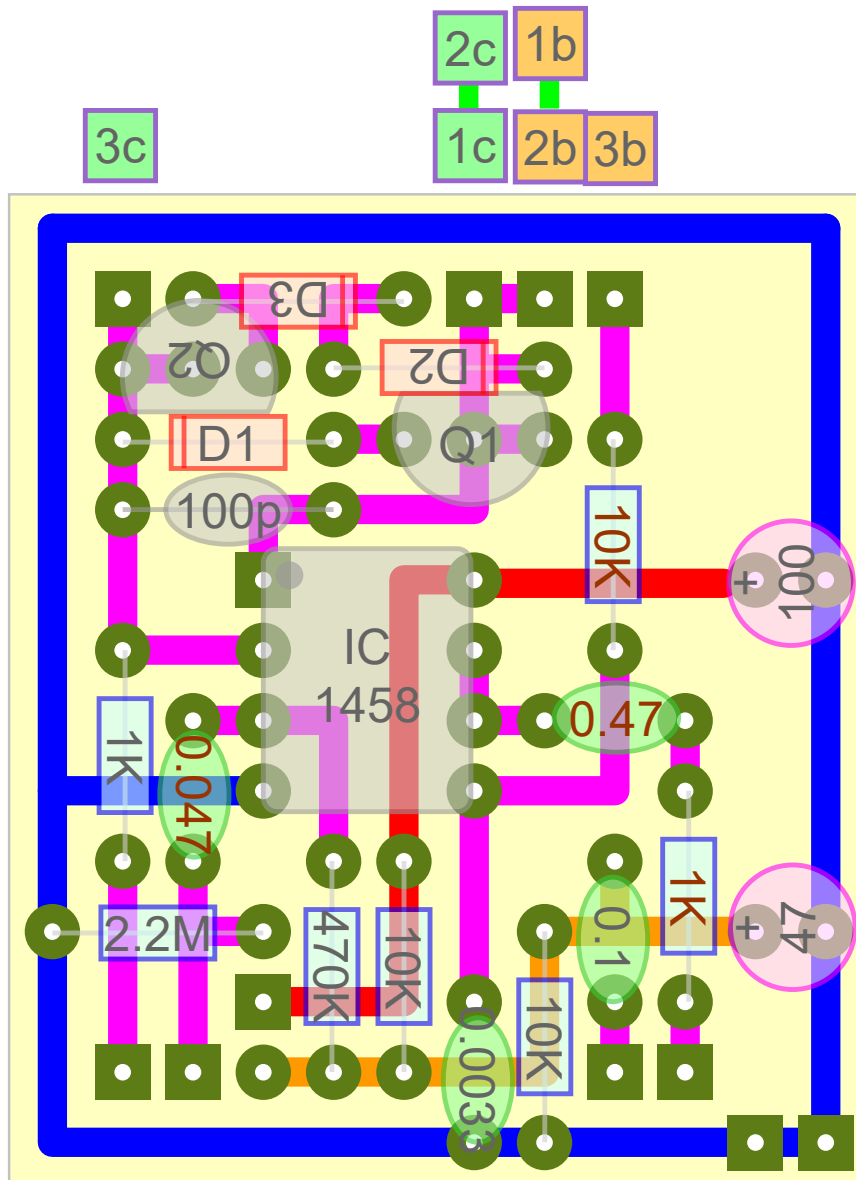 2c
1b
3c
1c
2b
3b
D3
Q2
D2
D1
Q1
100p
10K
+
100
IC
1458
0.47
1K
0.047
1K
2.2M
470K
10K
0.1
+
47
10K
0.0033